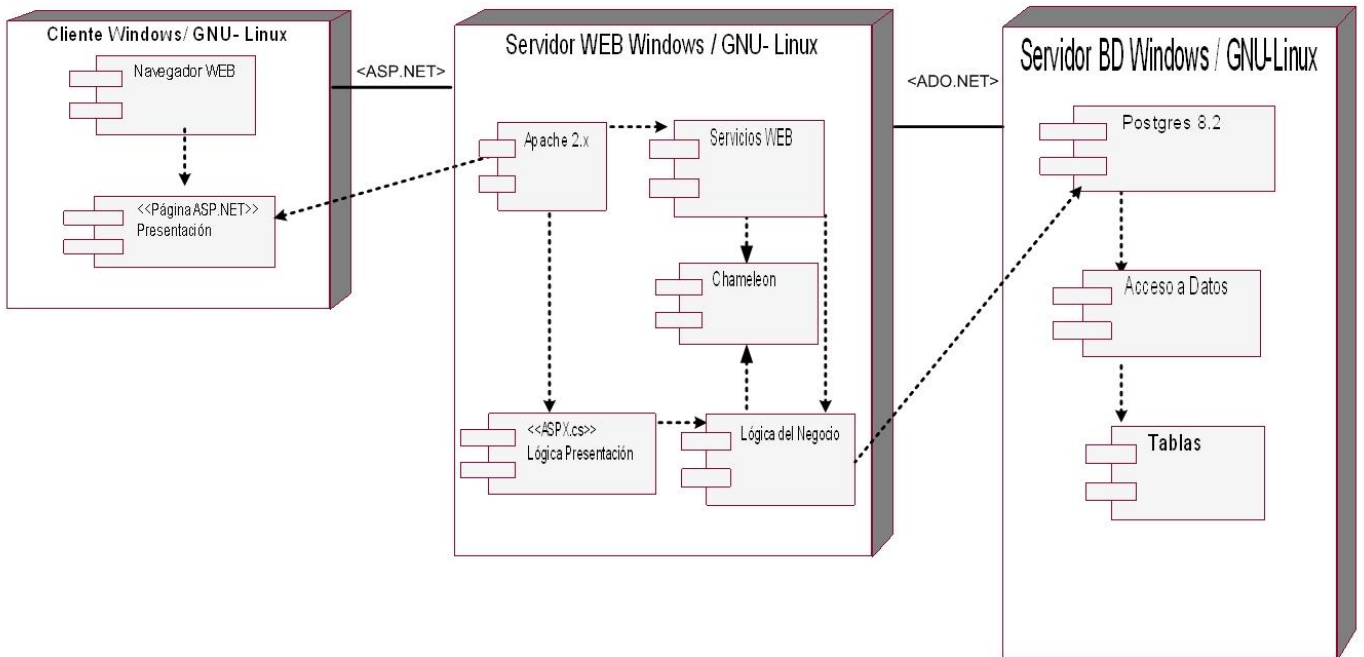 Cliente Windows/ GNU- Linux
Navegador WEB
<<Página ASP.NET>>
Presentación
<ASP.NET>
Servidor WEB Windows / GNU- Linux
Apache 2.x
Servicios WEB
Chameleon
<<ASPX.cs>>
Lógica Presentación
Lógica del Negocio
<ADO.NET>
Servidor BD Windows / GNU-Linux
Postgres 8.2
Acceso a Datos
Tablas